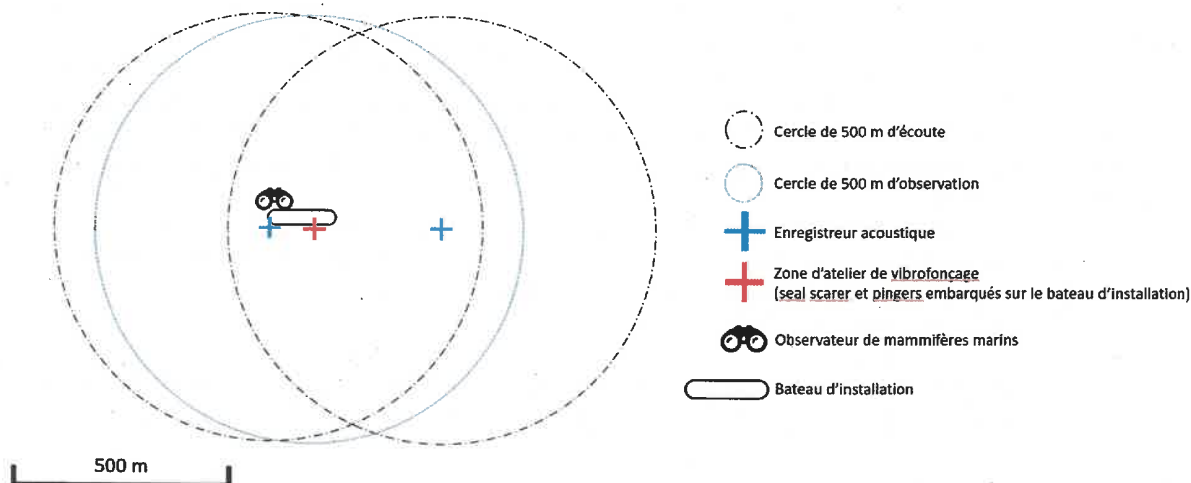 Cercle de 500 m d'écoute
Cercle de 500 m d'observation
Enregistreur acoustique
Zone d'atelier de vibrofonçage
(seal scarer et pingers embarqués sur le bateau d'installation)
Observateur de mammifères marins
Bateau d'installation
500 m